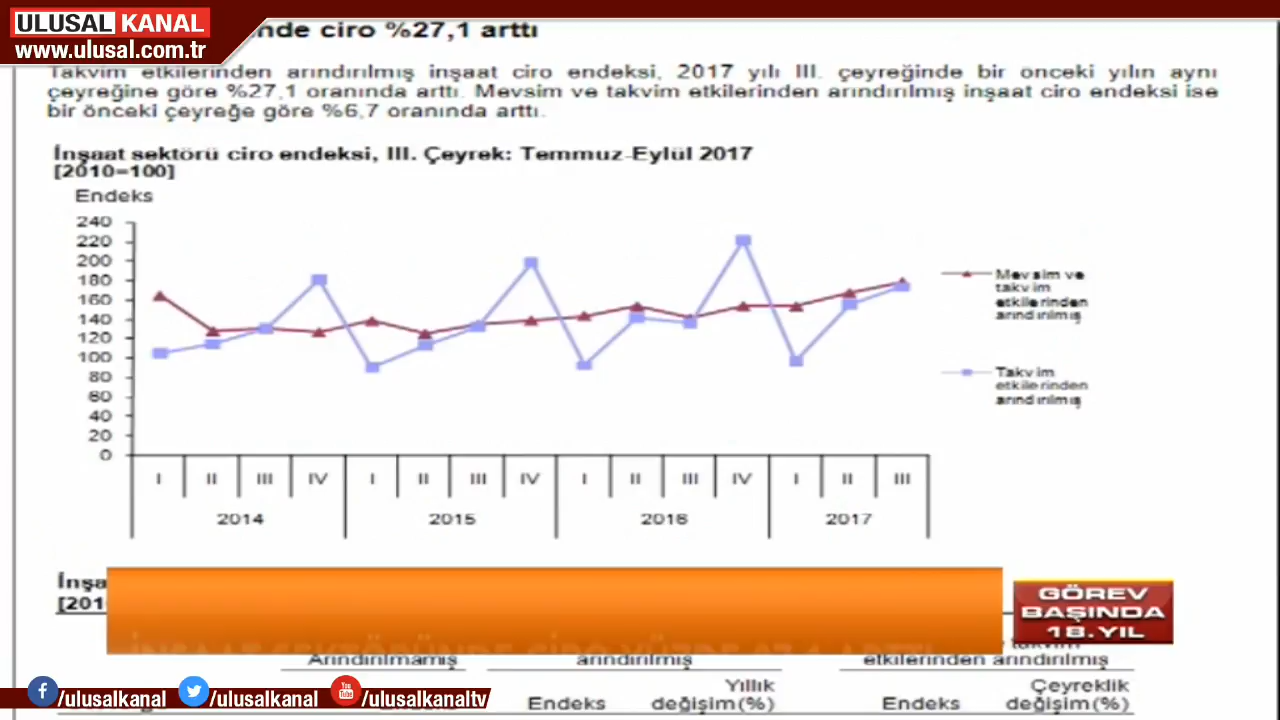 ULUSAL KANAL
www.ulusal.com.tr
nde ciro %27,1 arttı
Takvim etkilerinden arındırılmış inşaat ciro endeksi, 2017 yılı III. çeyreğinde bir önceki yılın aynı
çeyreğine göre %27,1 oranında arttı. Mevsim ve takvim etkilerinden arındırılmış inşaat ciro endeksi ise
bir önceki çeyreğe göre %6,7 oranında arttı.
İnşaat sektörü ciro endeksi, III. Çeyrek: Temmuz-Eylül 2017
[2010=100]
Endeks
240
220
200
180
160
140
120
100
80
60
40
20
0
I II III IV I II III IV I II III IV I II III
2014 2015 2016 2017
Mevsim ve
takvim
etkilerinden
arındırılmış
Takvim
etkilerinden
arındırılmış
İnşa
[201
GÖREV
BAŞINDA
18.YIL
Arındırılmamış arındırılmış etkilerinden arındırılmış
Yıllık Çeyreklik
Endeks değişim(%) Endeks değişim(%)
/ulusalkanal /ulusalkanal /ulusalkanaltv